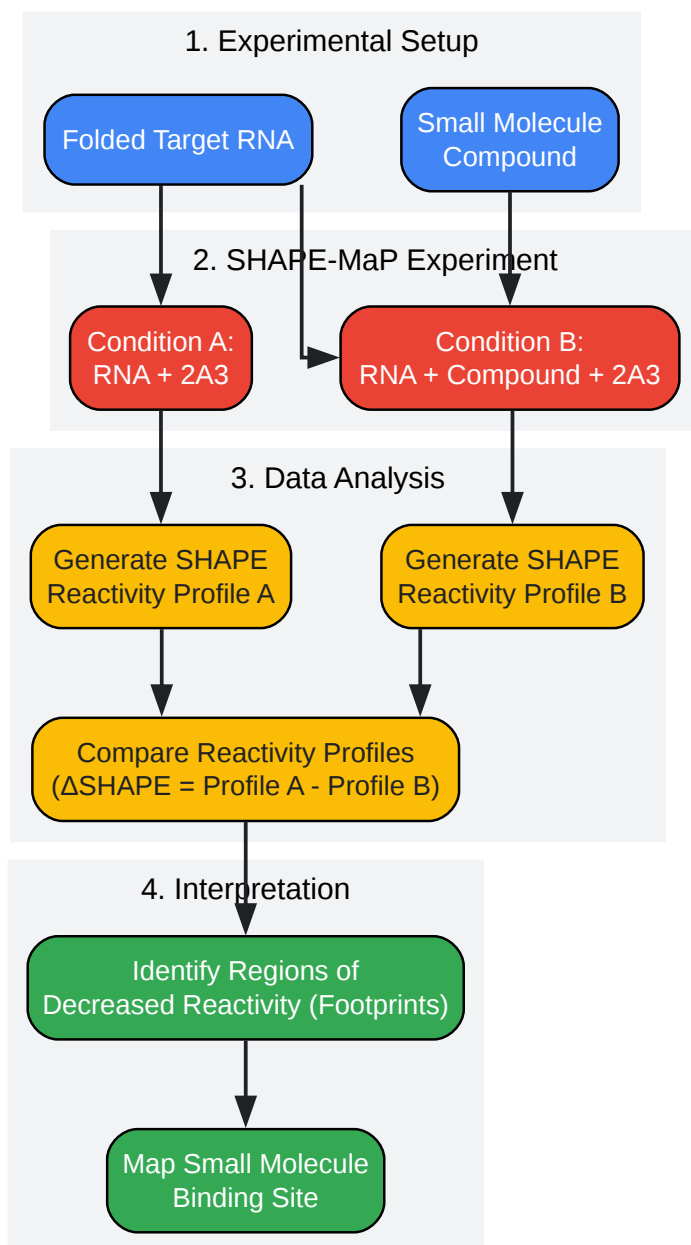 1. Experimental Setup
Folded Target RNA
Small Molecule
Compound
2. SHAPE-MaP Experiment
Condition A:
RNA + 2A3
Condition B:
RNA + Compound + 2A3
3. Data Analysis
Generate SHAPE
Reactivity Profile A
Generate SHAPE
Reactivity Profile B
Compare Reactivity Profiles
(ΔSHAPE = Profile A - Profile B)
4. Interpretation
Identify Regions of
Decreased Reactivity (Footprints)
Map Small Molecule
Binding Site